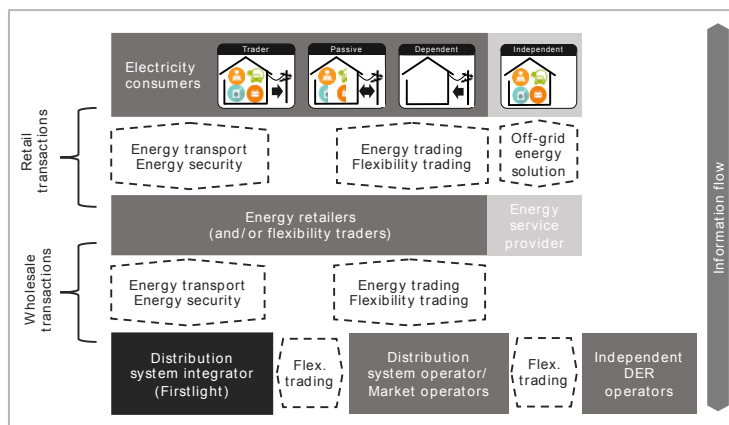 Trader
Passive
Dependent
Independent
Electricity
consumers
Retail
transactions
Energy transport
Energy security
Energy trading
Flexibility trading
Off-grid
energy
solution
Energy retailers
(and/or flexibility traders)
Energy
service
provider
Wholesale
transactions
Energy transport
Energy security
Energy trading
Flexibility trading
Distribution
system integrator
(Firstlight)
Flex.
trading
Distribution
system operator/
Market operators
Flex.
trading
Independent
DER
operators
Information flow